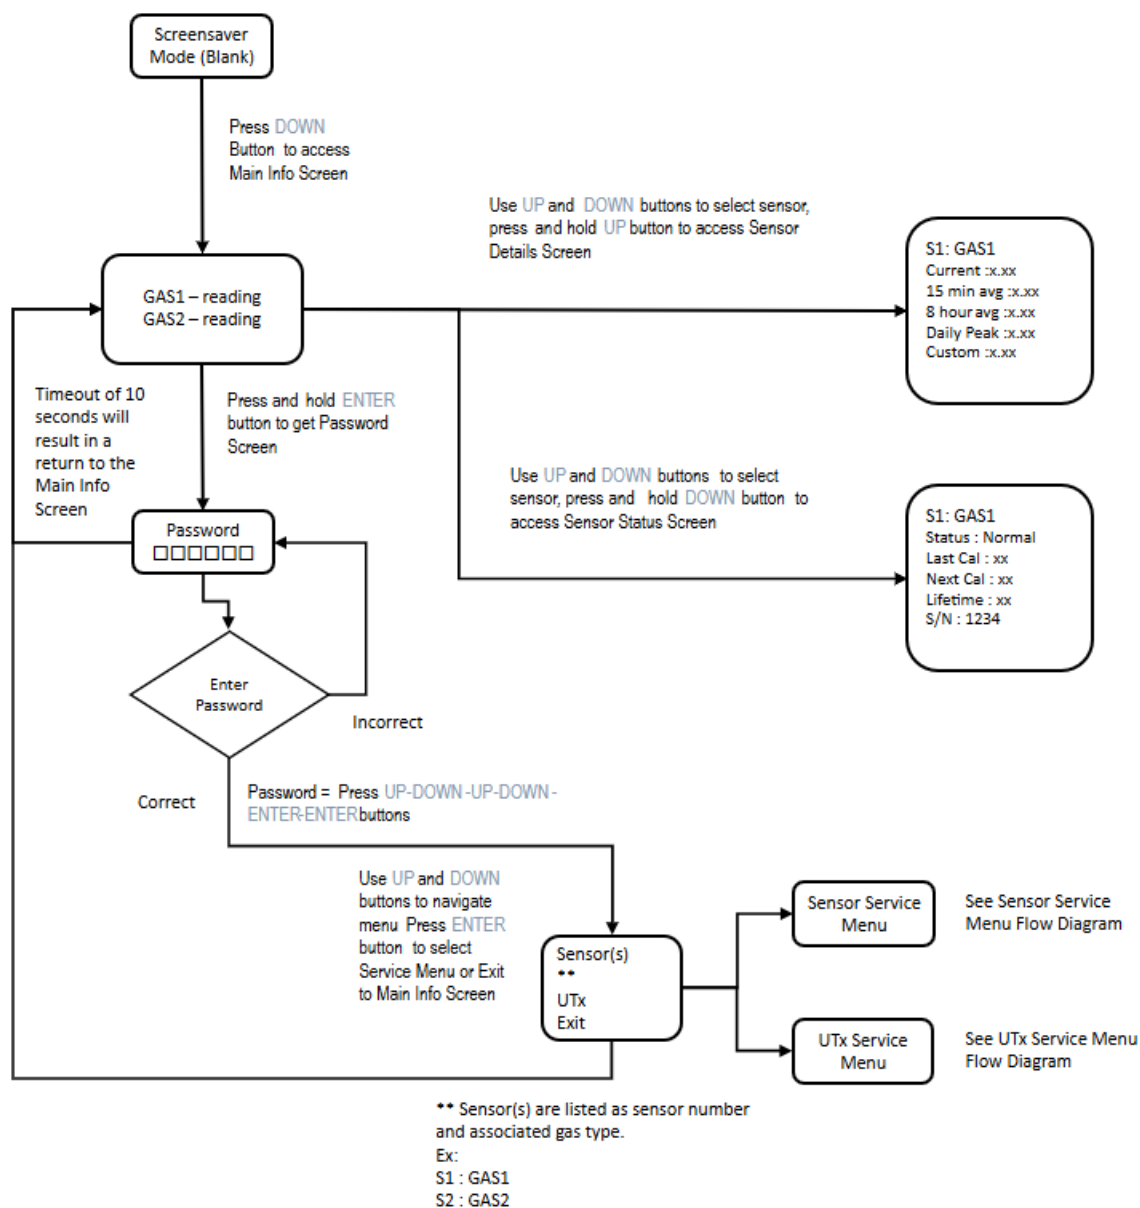 Screensaver
Mode (Blank)
Press DOWN
Button to access
Main Info Screen
Use UP and DOWN buttons to select sensor,
press and hold UP button to access Sensor
Details Screen
S1: GAS1
Current :x.xx
15 min avg :x.xx
8 hour avg :x.xx
Daily Peak :x.xx
Custom :x.xx
GAS1 – reading
GAS2 – reading
Timeout of 10
seconds will
result in a
return to the
Main Info
Screen
Press and hold ENTER
button to get Password
Screen
Use UP and DOWN buttons to select
sensor, press and hold DOWN button to
access Sensor Status Screen
S1: GAS1
Status : Normal
Last Cal : xx
Next Cal : xx
Lifetime : xx
S/N : 1234
Password
□□□□□□
Enter
Password
Incorrect
Correct
Password = Press UP-DOWN-UP-DOWN-
ENTER-ENTER buttons
Use UP and DOWN
buttons to navigate
menu Press ENTER
button to select
Service Menu or Exit
to Main Info Screen
Sensor(s)
**
UTx
Exit
Sensor Service
Menu
See Sensor Service
Menu Flow Diagram
UTx Service
Menu
See UTx Service Menu
Flow Diagram
** Sensor(s) are listed as sensor number
and associated gas type.
Ex:
S1 : GAS1
S2 : GAS2